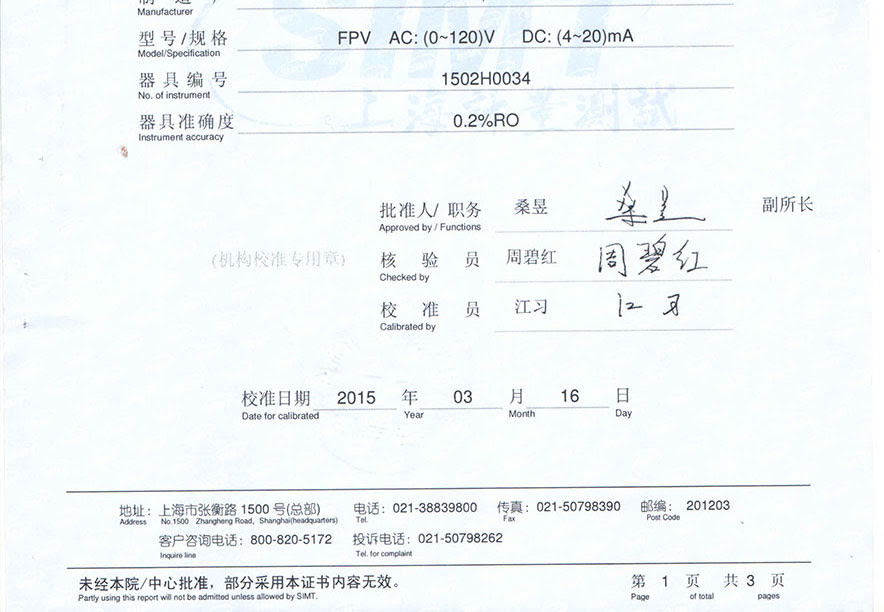 Manufacturer
型号/规格 FPV AC: (0~120)V DC: (4~20)mA
Model/Specification
器具编号 1502H0034
No. of instrument
器具准确度 0.2%RO
Instrument accuracy
SIMT
上海计量测试
批准人/ 职务 桑昱 桑昱 副所长
Approved by / Functions
(机构校准专用章)
核验员 周碧红 周碧红
Checked by
校准员 江习 江习
Calibrated by
校准日期 2015 年 03 月 16 日
Date for calibrated Year Month Day
地址: 上海市张衡路 1500 号(总部) 电话: 021-38839800 传真: 021-50798390 邮编: 201203
Address No.1500 Zhangheng Road, Shanghai(headquarters) Tel. Fax Post Code
客户咨询电话: 800-820-5172 投诉电话: 021-50798262
Inquire line Tel. for complaint
未经本院/中心批准，部分采用本证书内容无效。 第 1 页 共 3 页
Partly using this report will not be admitted unless allowed by SIMT. Page of total pages